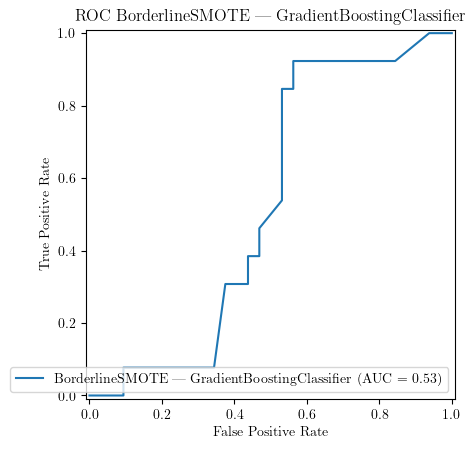 ROC BorderlineSMOTE — GradientBoostingClassifier
1.0
0.8
0.6
0.4
0.2
0.0
True Positive Rate
BorderlineSMOTE — GradientBoostingClassifier (AUC = 0.53)
0.0 0.2 0.4 0.6 0.8 1.0
False Positive Rate